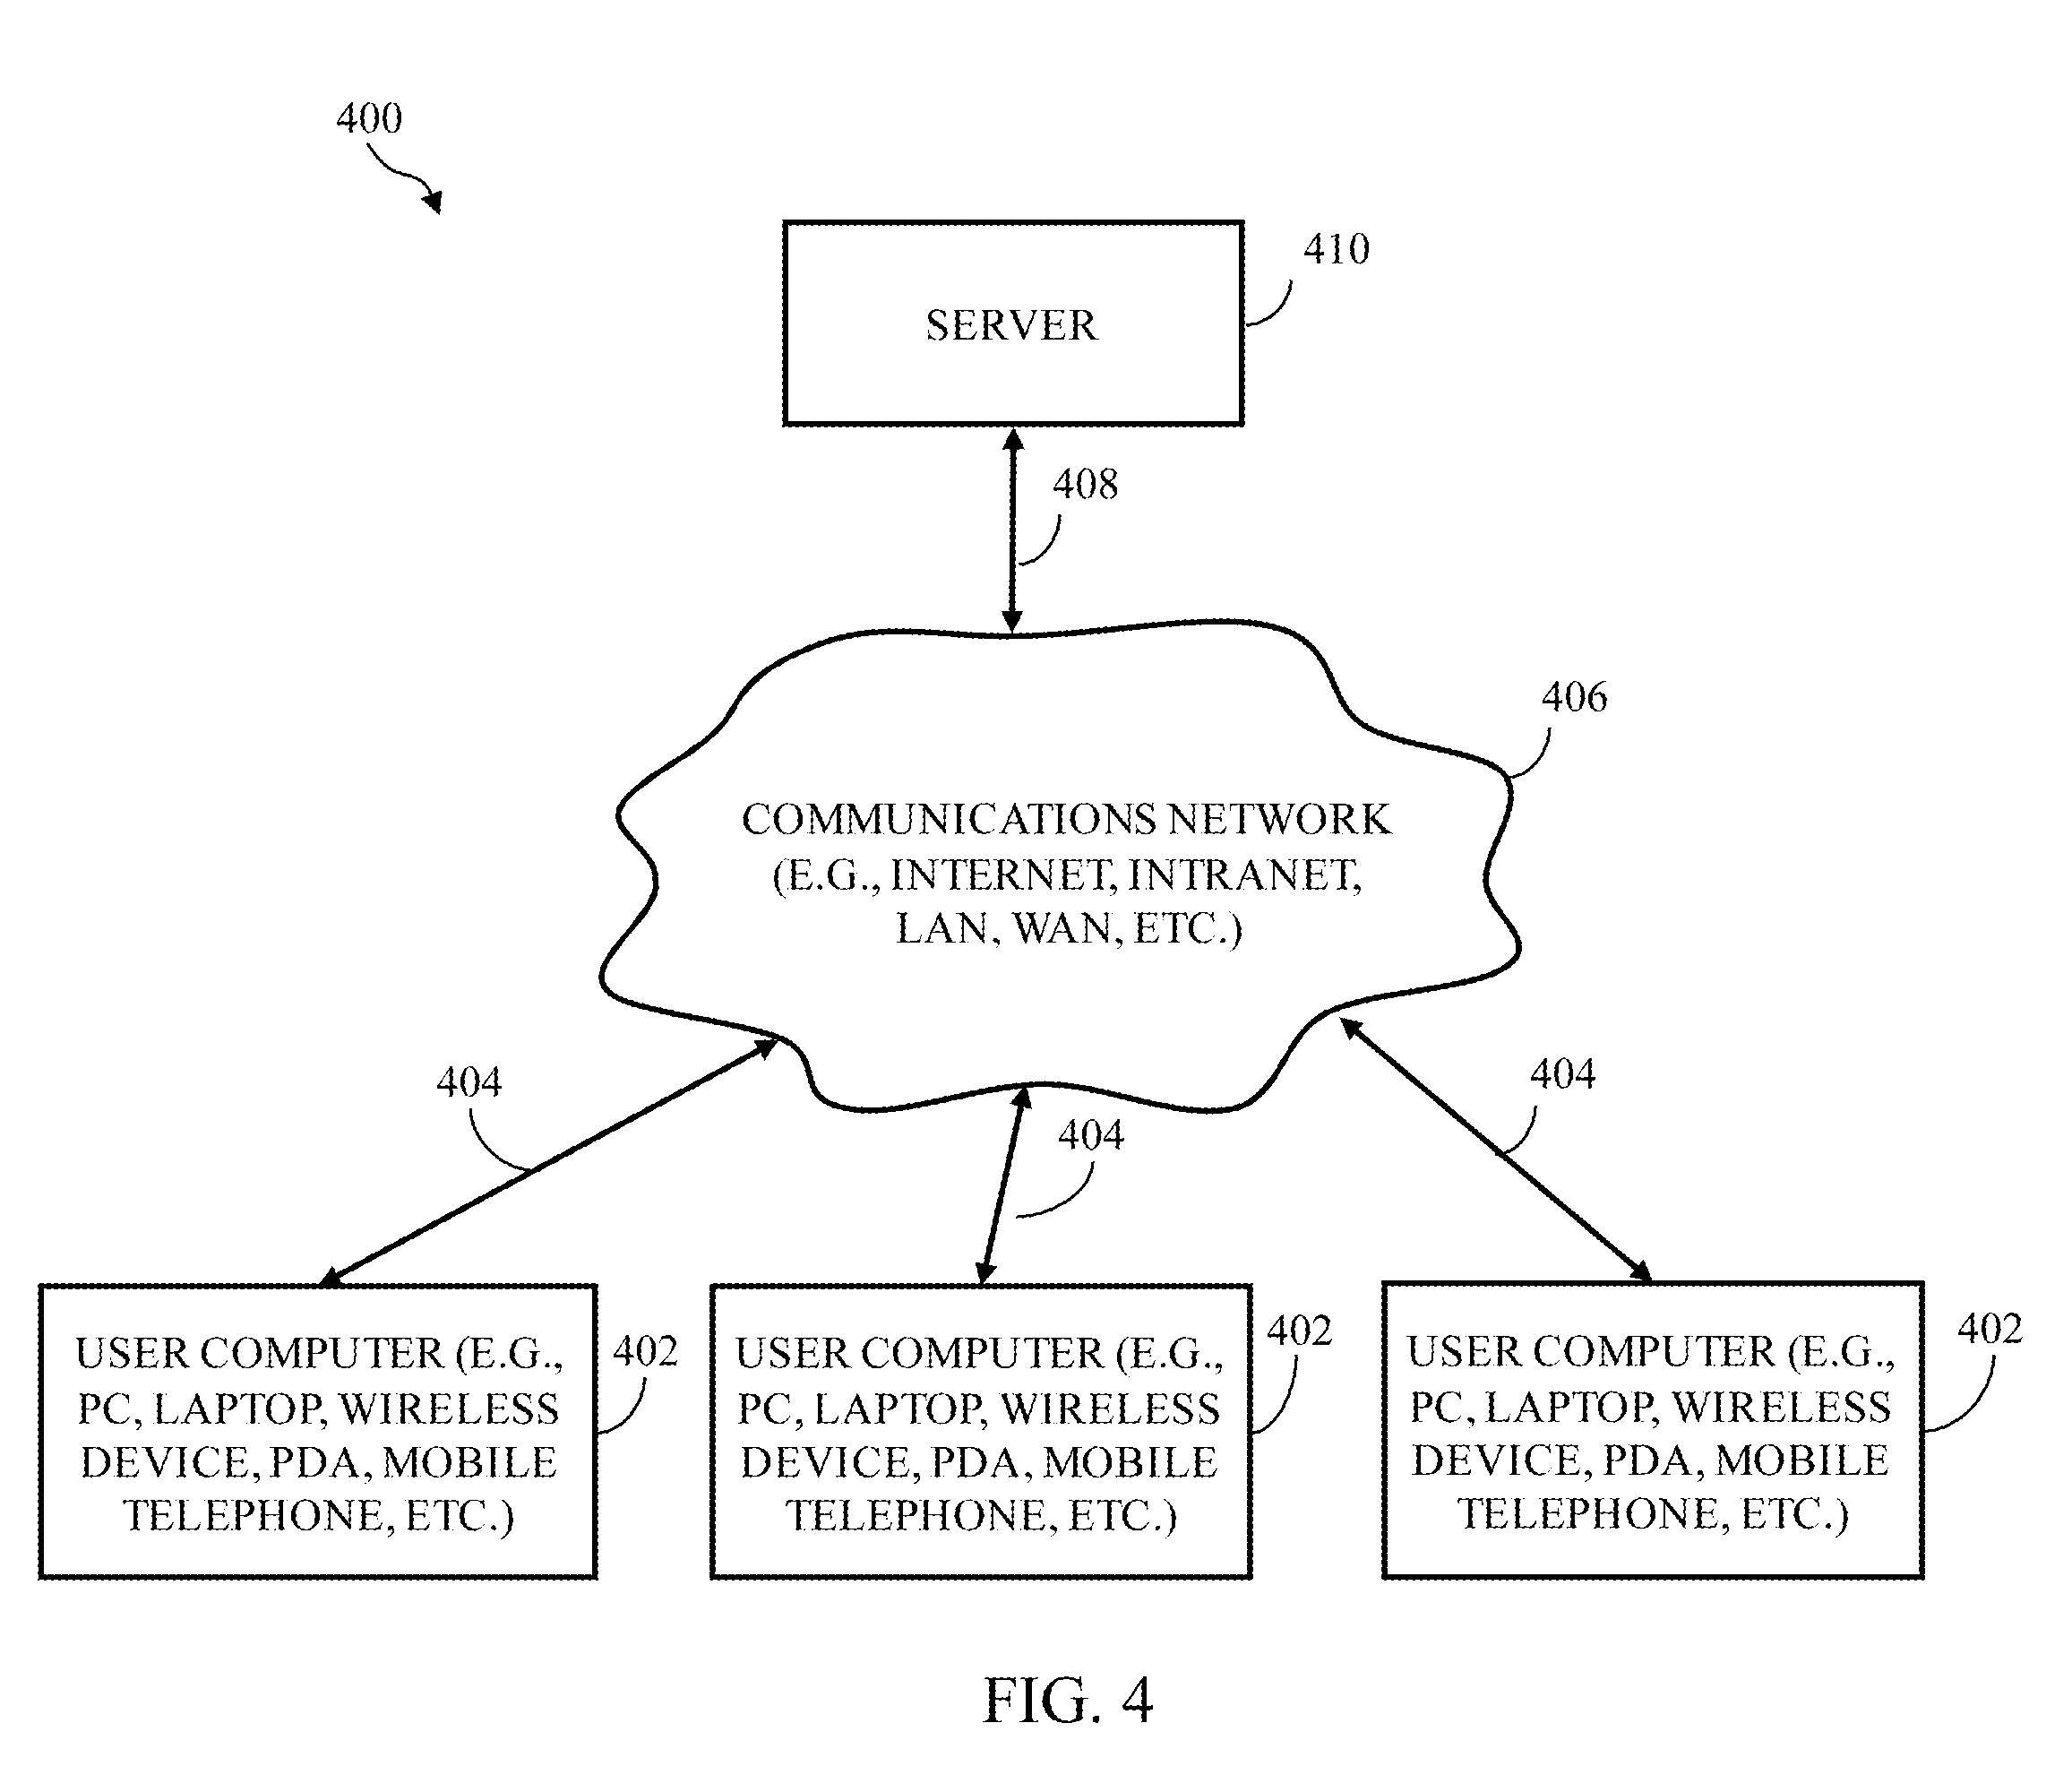 400
410
SERVER
408
406
COMMUNICATIONS NETWORK
(E.G., INTERNET, INTRANET,
LAN, WAN, ETC.)
404
404
404
USER COMPUTER (E.G.,
PC, LAPTOP, WIRELESS
DEVICE, PDA, MOBILE
TELEPHONE, ETC.)
402
USER COMPUTER (E.G.,
PC, LAPTOP, WIRELESS
DEVICE, PDA, MOBILE
TELEPHONE, ETC.)
402
USER COMPUTER (E.G.,
PC, LAPTOP, WIRELESS
DEVICE, PDA, MOBILE
TELEPHONE, ETC.)
402
FIG. 4